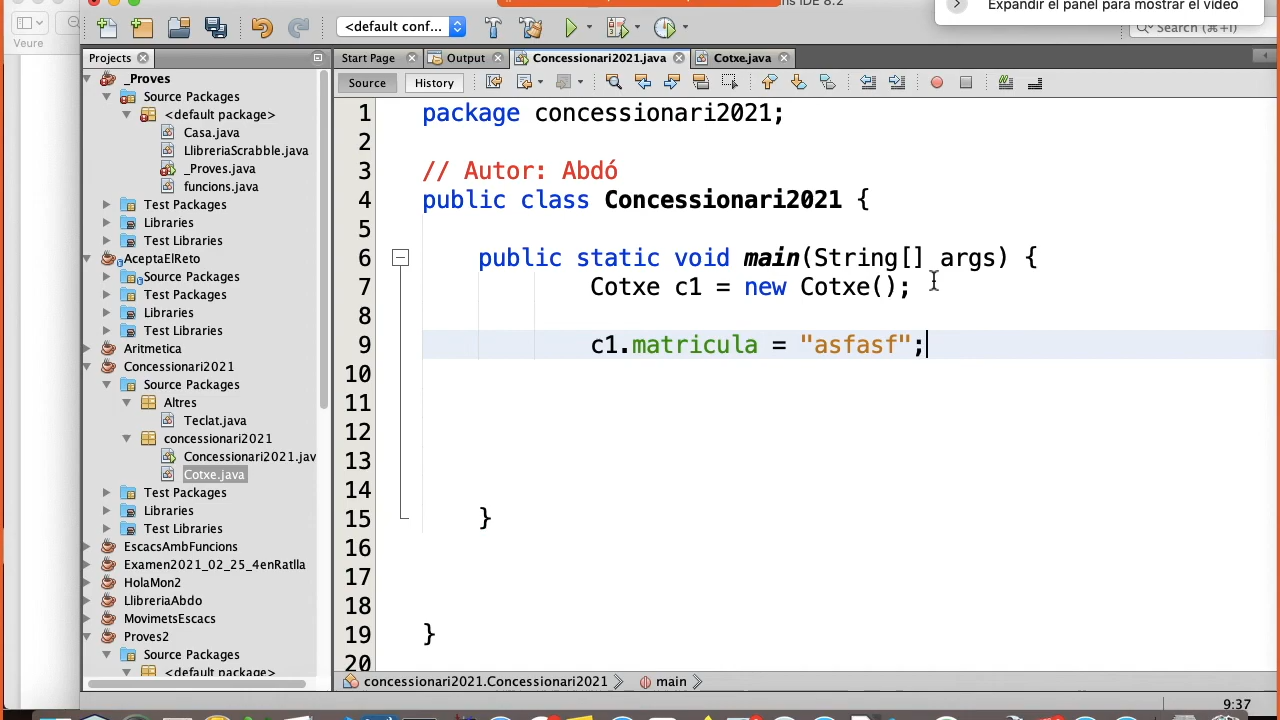 IDE 8.2
Expandir el panel para mostrar el vídeo
Veure
<default conf...
Search (⌘+I)
Projects
Start Page
Output
Concessionari2021.java
Cotxe.java
Source
History
_Proves
Source Packages
<default package>
Casa.java
LlibreriaScrabble.java
_Proves.java
funcions.java
Test Packages
Libraries
Test Libraries
AceptaElReto
Source Packages
Test Packages
Libraries
Test Libraries
Aritmetica
Concessionari2021
Source Packages
Altres
Teclat.java
concessionari2021
Concessionari2021.jav
Cotxe.java
Test Packages
Libraries
Test Libraries
EscacsAmbFuncions
Examen2021_02_25_4enRatlla
HolaMon2
LlibreriaAbdo
MovimetsEscacs
Proves2
Source Packages
<default package>
1 package concessionari2021;
2
3 // Autor: Abdó
4 public class Concessionari2021 {
5
6 public static void main(String[] args) {
7 Cotxe c1 = new Cotxe();
8
9 c1.matricula = "asfasf";
10
11
12
13
14
15 }
16
17
18
19 }
20
concessionari2021.Concessionari2021
main
9:37